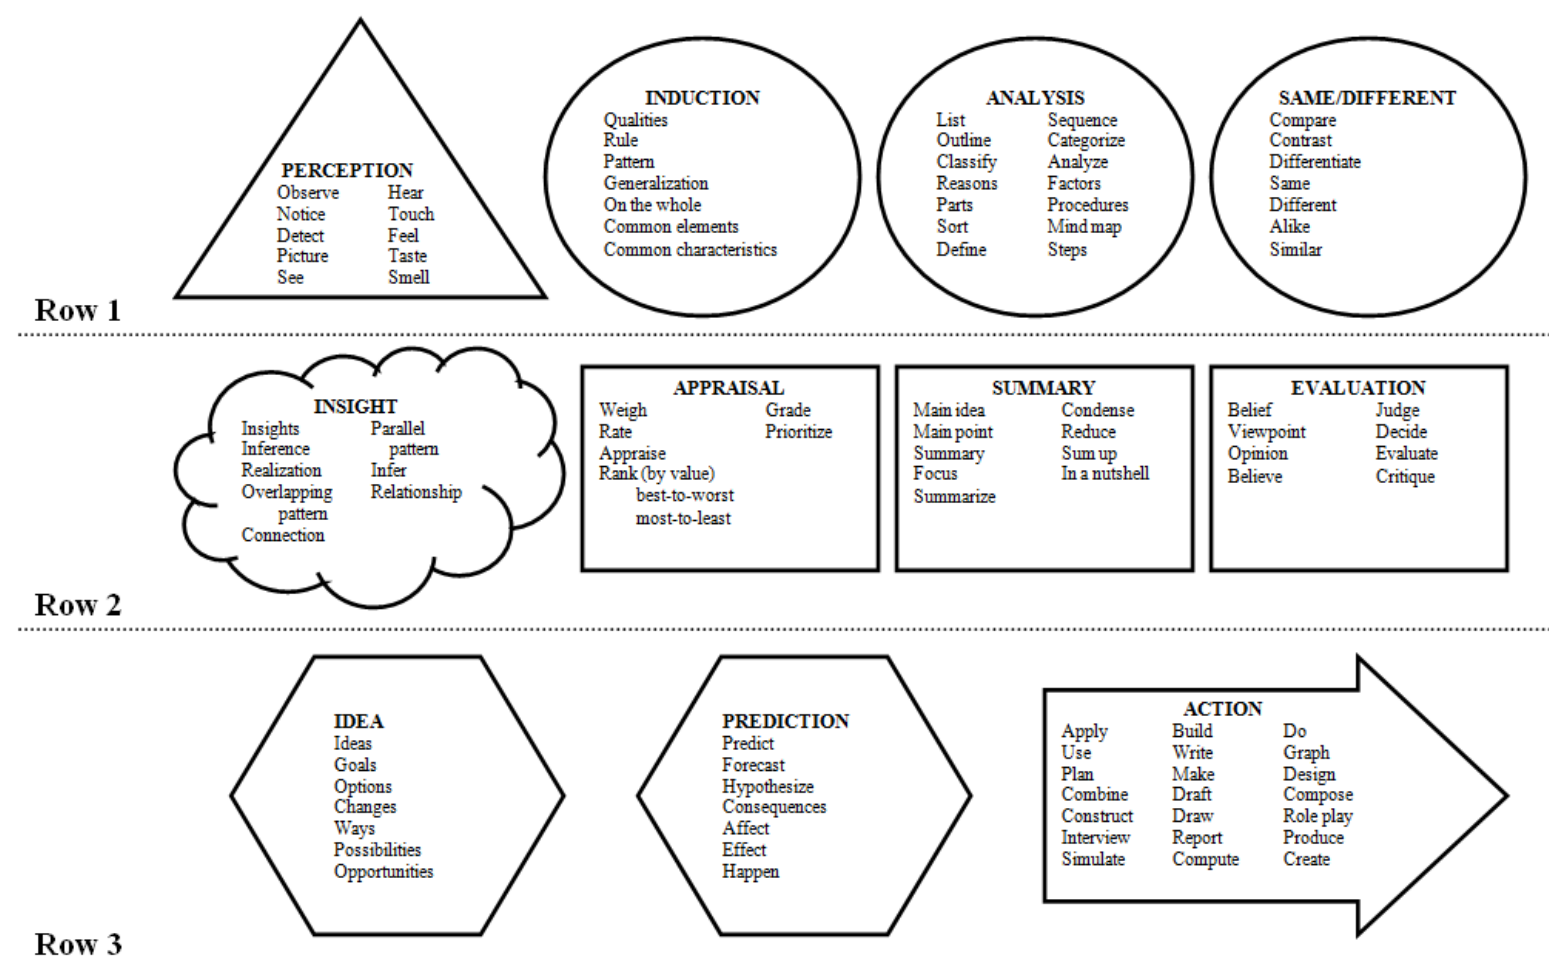 PERCEPTION
Observe Hear
Notice Touch
Detect Feel
Picture Taste
See Smell
INDUCTION
Qualities
Rule
Pattern
Generalization
On the whole
Common elements
Common characteristics
ANALYSIS
List Sequence
Outline Categorize
Classify Analyze
Reasons Factors
Parts Procedures
Sort Mind map
Define Steps
SAME/DIFFERENT
Compare
Contrast
Differentiate
Same
Different
Alike
Similar
Row 1
INSIGHT
Insights Parallel
Inference pattern
Realization Infer
Overlapping Relationship
pattern
Connection
APPRAISAL
Weigh Grade
Rate Prioritize
Appraise
Rank (by value)
best-to-worst
most-to-least
SUMMARY
Main idea Condense
Main point Reduce
Summary Sum up
Focus In a nutshell
Summarize
EVALUATION
Belief Judge
Viewpoint Decide
Opinion Evaluate
Believe Critique
Row 2
IDEA
Ideas
Goals
Options
Changes
Ways
Possibilities
Opportunities
PREDICTION
Predict
Forecast
Hypothesize
Consequences
Affect
Effect
Happen
ACTION
Apply Build Do
Use Write Graph
Plan Make Design
Combine Draft Compose
Construct Draw Role play
Interview Report Produce
Simulate Compute Create
Row 3